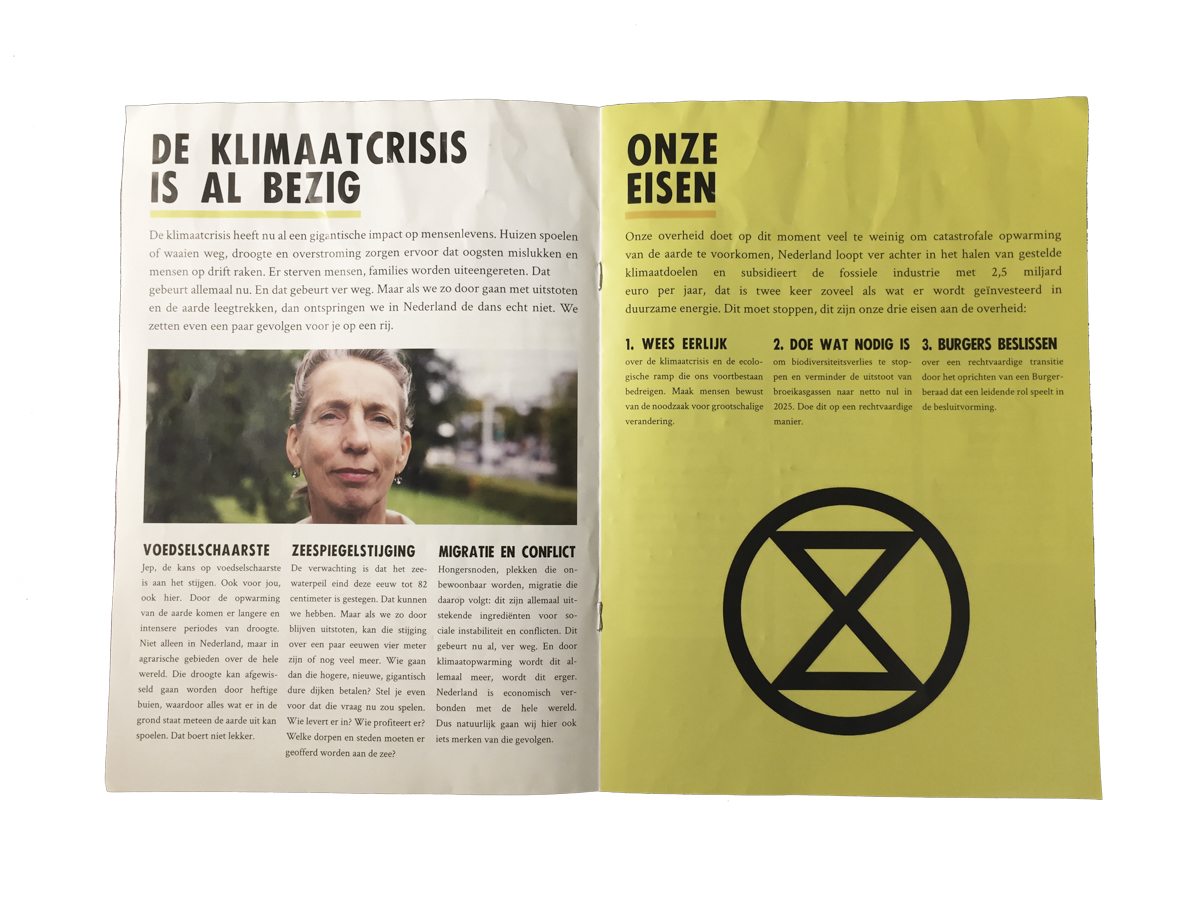 DE KLIMAATCRISIS
IS AL BEZIG
De klimaatcrisis heeft nu al een gigantische impact op mensenlevens. Huizen spoelen
of waaien weg, droogte en overstroming zorgen ervoor dat oogsten mislukken en
mensen op drift raken. Er sterven mensen, families worden uiteengereten. Dat
gebeurt allemaal nu. En dat gebeurt ver weg. Maar als we zo door gaan met uitstoten
en de aarde leegtrekken, dan ontspringen we in Nederland de dans echt niet. We
zetten even een paar gevolgen voor je op een rij.
VOEDSELSCHAARSTE
Jep, de kans op voedselschaarste
is aan het stijgen. Ook voor jou,
ook hier. Door de opwarming
van de aarde komen er langere en
intensere periodes van droogte.
Niet alleen in Nederland, maar in
agrarische gebieden over de hele
wereld. Die droogte kan afgewis-
seld gaan worden door heftige
buien, waardoor alles wat er in de
grond staat meteen de aarde uit kan
spoelen. Dat boert niet lekker.
ZEESPIEGELSTIJGING
De verwachting is dat het zee-
waterpeil eind deze eeuw tot 82
centimeter is gestegen. Dat kunnen
we hebben. Maar als we zo door
blijven uitstoten, kan die stijging
over een paar eeuwen vier meter
zijn of nog veel meer. Wie gaan
dan die hogere, nieuwe, gigantisch
dure dijken betalen? Stel je even
voor dat die vraag nu zou spelen.
Wie levert er in? Wie profiteert er?
Welke dorpen en steden moeten er
geofferd worden aan de zee?
MIGRATIE EN CONFLICT
Hongersnoden, plekken die on-
bewoonbaar worden, migratie die
daarop volgt: dit zijn allemaal uit-
stekende ingrediënten voor so-
ciale instabiliteit en conflicten. Dit
gebeurt nu al, ver weg. En door
klimaatopwarming wordt dit al-
lemaal meer, wordt dit erger.
Nederland is economisch ver-
bonden met de hele wereld.
Dus natuurlijk gaan wij hier ook
iets merken van die gevolgen.
ONZE
EISEN
Onze overheid doet op dit moment veel te weinig om catastrofale opwarming
van de aarde te voorkomen, Nederland loopt ver achter in het halen van gestelde
klimaatdoelen en subsidieert de fossiele industrie met 2,5 miljard
euro per jaar, dat is twee keer zoveel als wat er wordt geïnvesteerd in
duurzame energie. Dit moet stoppen, dit zijn onze drie eisen aan de overheid:
1. WEES EERLIJK
over de klimaatcrisis en de ecolo-
gische ramp die ons voortbestaan
bedreigen. Maak mensen bewust
van de noodzaak voor grootschalige
verandering.
2. DOE WAT NODIG IS
om biodiversiteitsverlies te stop-
pen en verminder de uitstoot van
broeikasgassen naar netto nul in
2025. Doe dit op een rechtvaardige
manier.
3. BURGERS BESLISSEN
over een rechtvaardige transitie
door het oprichten van een Burger-
beraad dat een leidende rol speelt in
de besluitvorming.